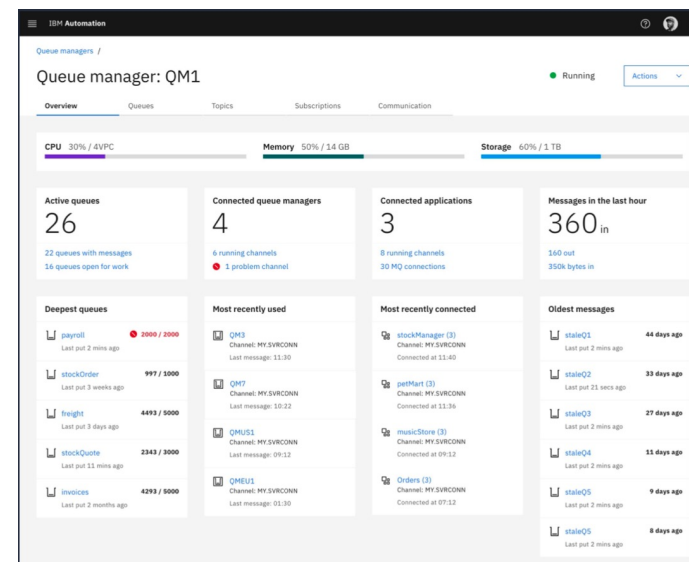 IBM Automation
Queue managers /
Queue manager: QM1
Running
Actions
Overview
Queues
Topics
Subscriptions
Communication
CPU 30% / 4VPC
Memory 50% / 14 GB
Storage 60% / 1 TB
Active queues
26
22 queues with messages
16 queues open for work
Connected queue managers
4
6 running channels
1 problem channel
Connected applications
3
8 running channels
30 MQ connections
Messages in the last hour
360 in
160 out
350k bytes in
Deepest queues
payroll 2000 / 2000
Last put 2 mins ago
stockOrder 997 / 1000
Last put 3 weeks ago
freight 4493 / 5000
Last put 3 days ago
stockQuote 2343 / 3000
Last put 11 mins ago
invoices 4293 / 5000
Last put 2 months ago
Most recently used
QM3
Channel: MY.SVRCONN
Last message: 11:30
QM7
Channel: MY.SVRCONN
Last message: 10:22
QMUS1
Channel: MY.SVRCONN
Last message: 09:12
QMEU1
Channel: MY.SVRCONN
Last message: 01:30
Most recently connected
stockManager (3)
Channel: MY.SVRCONN
Connected at 11:40
petMart (3)
Channel: MY.SVRCONN
Connected at 11:36
musicStore (3)
Channel: MY.SVRCONN
Connected at 09:12
Orders (3)
Channel: MY.SVRCONN
Connected at 07:12
Oldest messages
staleQ1 44 days ago
Last put 2 mins ago
staleQ2 33 days ago
Last put 21 secs ago
staleQ3 27 days ago
Last put 2 mins ago
staleQ4 11 days ago
Last put 2 mins ago
staleQ5 9 days ago
Last put 2 mins ago
staleQ5 8 days ago
Last put 2 mins ago